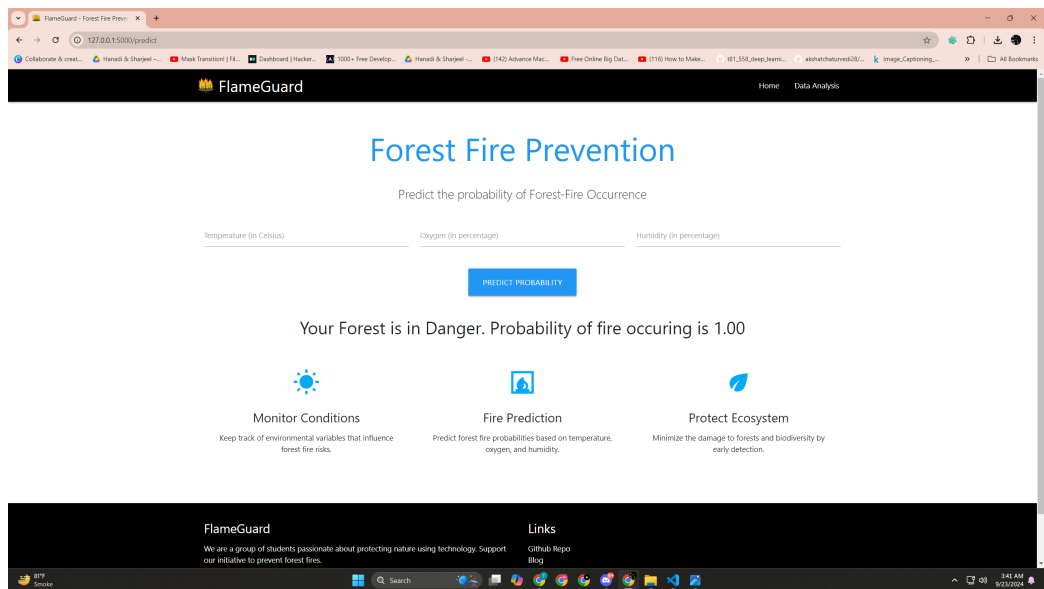 FlameGuard - Forest Fire Preve
127.0.0.1:5000/predict
Collaborate & creat...
Hanadi & Sharjeel –...
Mask Transition! | Fil...
Dashboard | Hacker...
1000+ Free Develop...
Hanadi & Sharjeel -...
(142) Advance Mac...
Free Online Big Dat...
(116) How to Make...
t81_558_deep_learni...
akshatchaturvedi28/...
Image_Captioning_...
All Bookmarks
FlameGuard
Home
Data Analysis
Forest Fire Prevention
Predict the probability of Forest-Fire Occurrence
Temperature (in Celsius)
Oxygen (in percentage)
Humidity (in percentage)
PREDICT PROBABILITY
Your Forest is in Danger. Probability of fire occuring is 1.00
Monitor Conditions
Keep track of environmental variables that influence
forest fire risks.
Fire Prediction
Predict forest fire probabilities based on temperature,
oxygen, and humidity.
Protect Ecosystem
Minimize the damage to forests and biodiversity by
early detection.
FlameGuard
We are a group of students passionate about protecting nature using technology. Support
our initiative to prevent forest fires.
Links
Github Repo
Blog
81°F
Smoke
Search
3:41 AM
9/23/2024